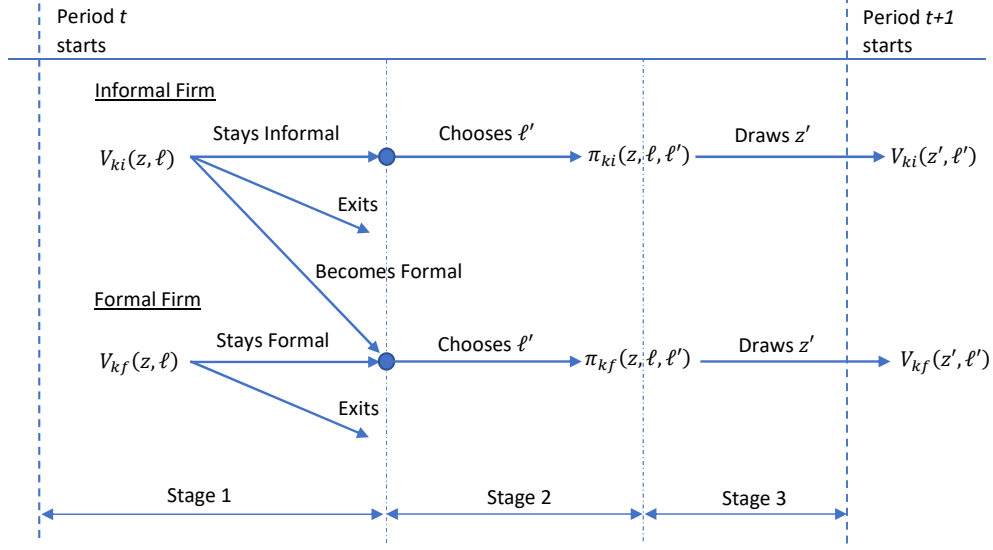 Period t
starts
Period t+1
starts
Informal Firm
Stays Informal
Chooses ℓ′
Draws z′
V_{ki}(z, ℓ)
π_{ki}(z, ℓ, ℓ′)
V_{ki}(z′, ℓ′)
Exits
Becomes Formal
Formal Firm
Stays Formal
Chooses ℓ′
Draws z′
V_{kf}(z, ℓ)
π_{kf}(z, ℓ, ℓ′)
V_{kf}(z′, ℓ′)
Exits
Stage 1
Stage 2
Stage 3